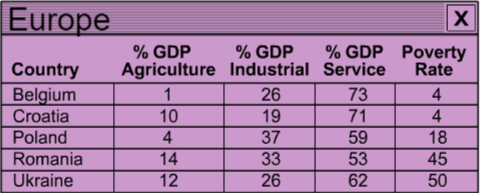 Europe X
% GDP % GDP % GDP Poverty
Country Agriculture Industrial Service Rate
Belgium 1 26 73 4
Croatia 10 19 71 4
Poland 4 37 59 18
Romania 14 33 53 45
Ukraine 12 26 62 50